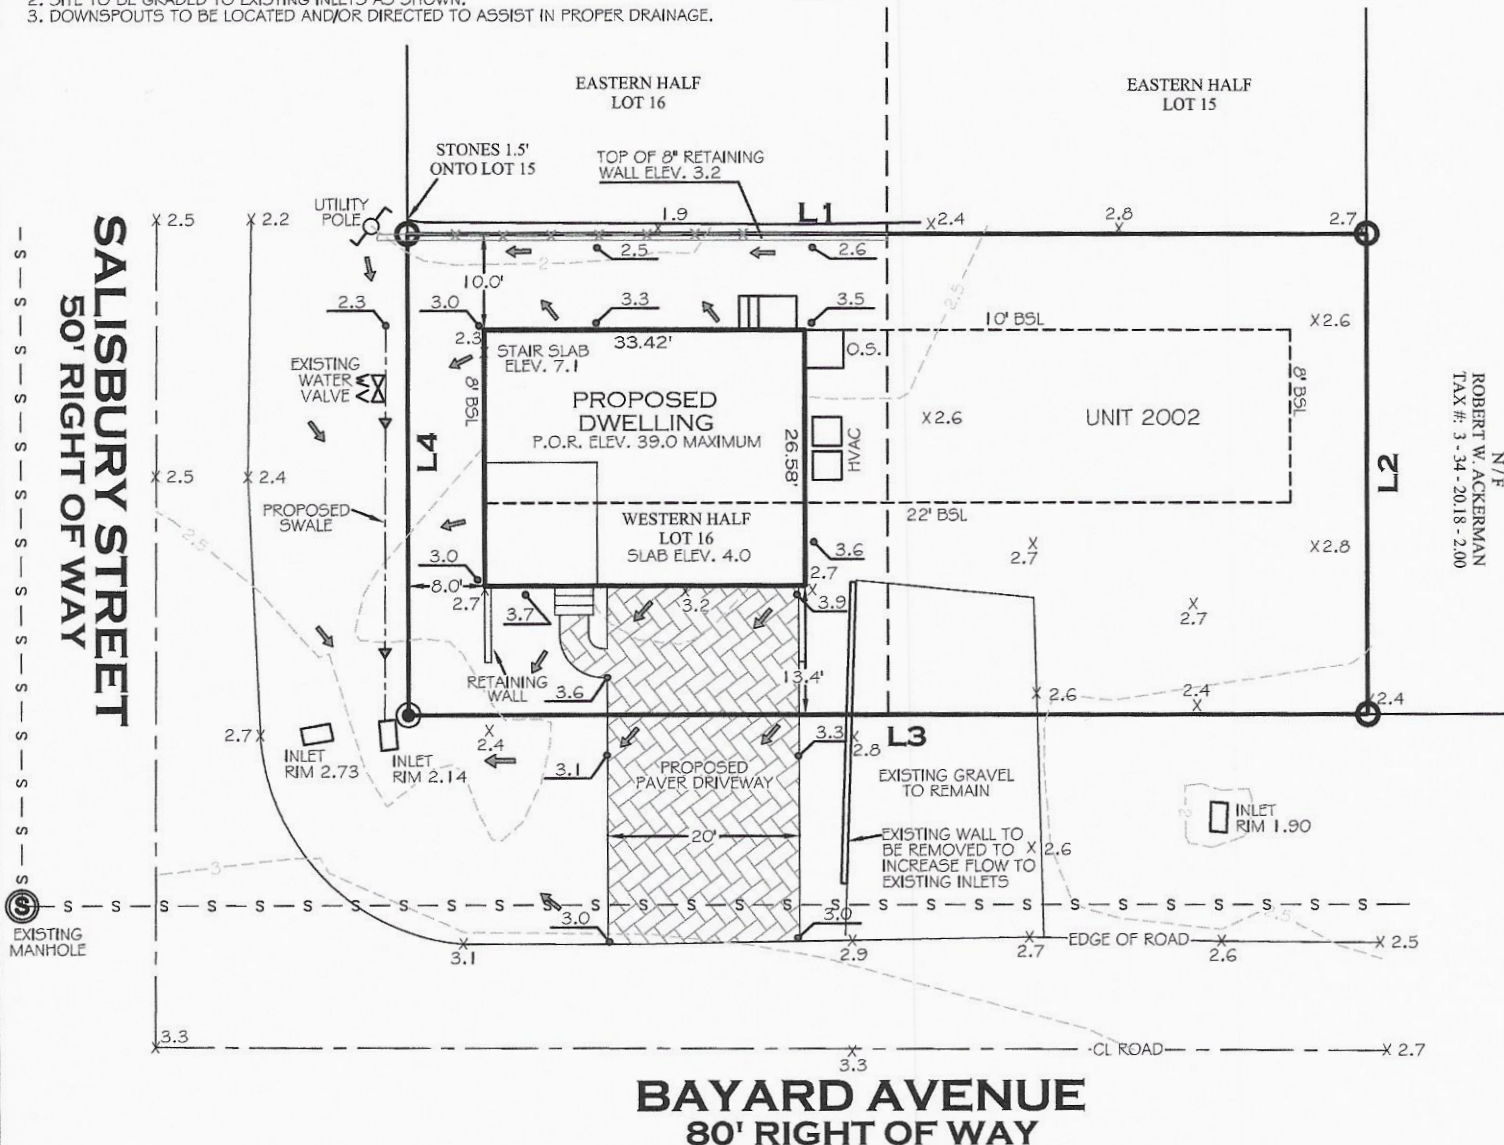 2. SITE TO BE GRADED TO EXISTING INLETS AS SHOWN.
3. DOWNSPOUTS TO BE LOCATED AND/OR DIRECTED TO ASSIST IN PROPER DRAINAGE.
EASTERN HALF
LOT 16
EASTERN HALF
LOT 15
STONES 1.5'
ONTO LOT 15
TOP OF 8" RETAINING
WALL ELEV. 3.2
UTILITY
POLE
2.5
2.2
1.9
L1
2.4
2.8
2.7
2.5
2.6
2
10.0'
2.3
3.0
3.3
3.5
2.5
10' BSL
2.6
2.3
33.42'
STAIR SLAB
ELEV. 7.1
O.S.
EXISTING
WATER
VALVE
8' BSL
PROPOSED
DWELLING
P.O.R. ELEV. 39.0 MAXIMUM
26.58'
HVAC
2.6
UNIT 2002
8' BSL
L4
L2
SALISBURY STREET
50' RIGHT OF WAY
N/F
ROBERT W. ACKERMAN
TAX #: 3 - 34 - 20.18 - 2.00
2.5
2.4
PROPOSED
SWALE
22' BSL
WESTERN HALF
LOT 16
SLAB ELEV. 4.0
2.5
3.0
3.6
2.7
2.8
8.0'
2.7
2.7
3.7
3.2
3.9
2.7
RETAINING
WALL
3.6
13.4'
2.6
2.4
2.4
2.7
INLET
RIM 2.73
INLET
RIM 2.14
2.4
3.1
3.3
2.8
L3
PROPOSED
PAVER DRIVEWAY
EXISTING GRAVEL
TO REMAIN
20'
INLET
RIM 1.90
2
EXISTING WALL TO
BE REMOVED TO
INCREASE FLOW TO
EXISTING INLETS
2.6
3
S
EXISTING
MANHOLE
S S S S S S S S S S S S S S S S S S S S S S S S S S S S
3.0
3.0
2.5
3.1
2.9
2.7
EDGE OF ROAD
2.6
2.5
3.3
3.3
CL ROAD
2.7
BAYARD AVENUE
80' RIGHT OF WAY